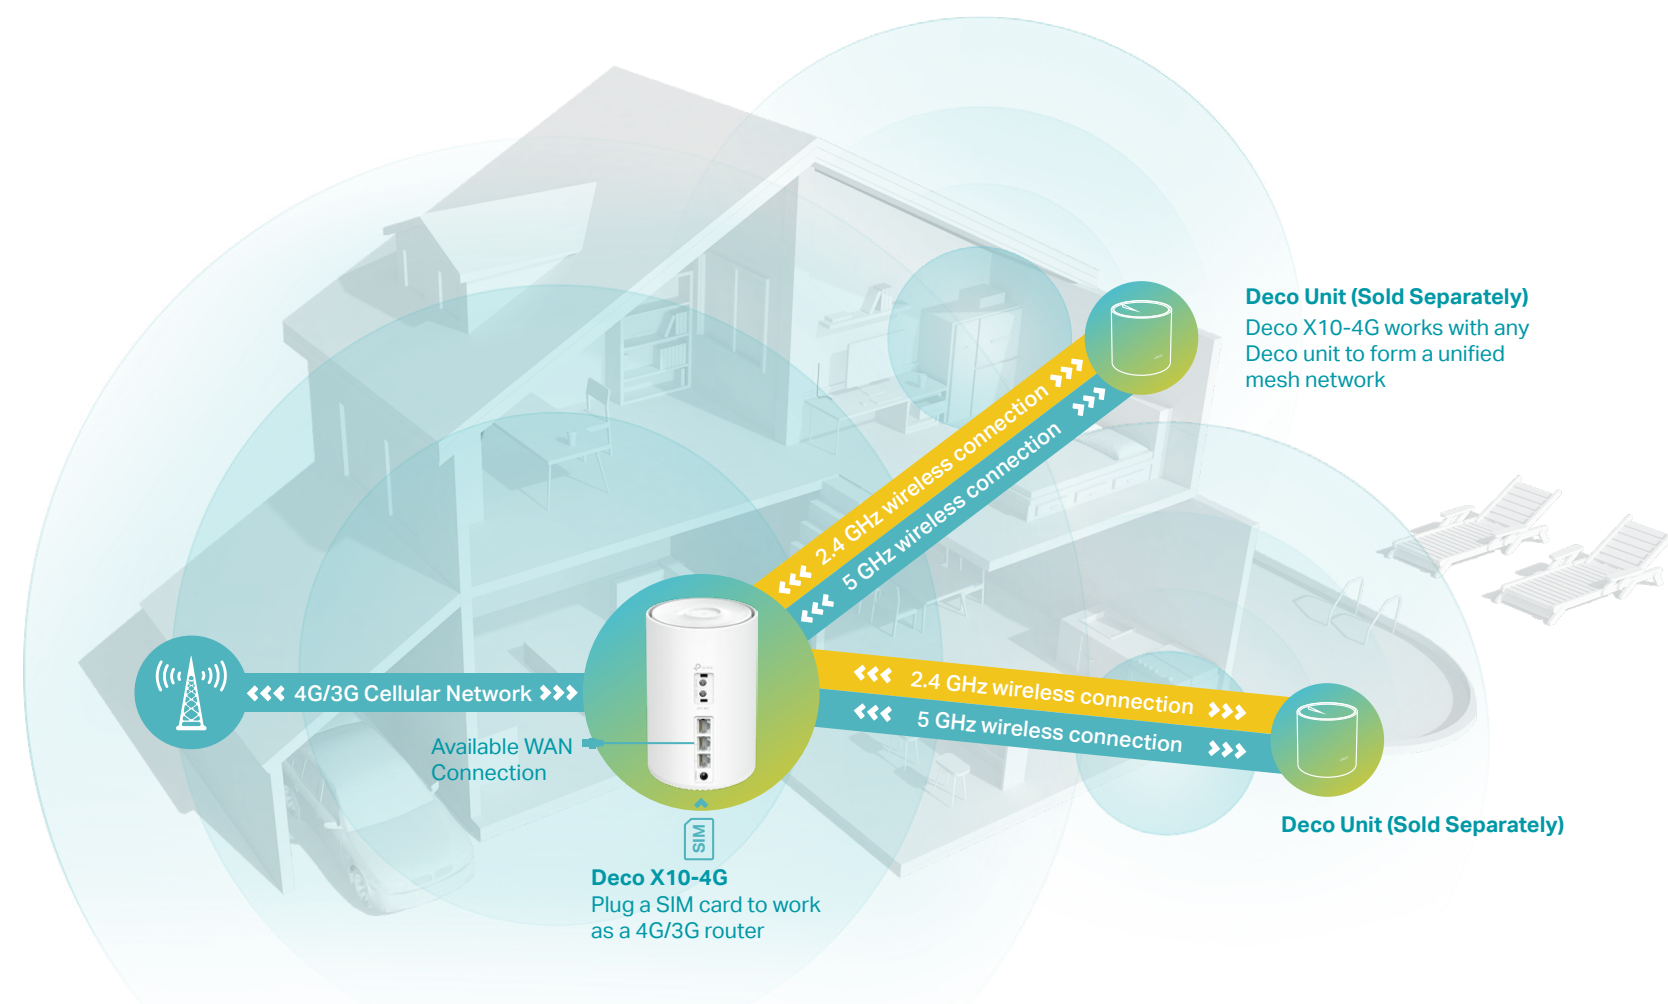 Deco Unit (Sold Separately)
Deco X10-4G works with any
Deco unit to form a unified
mesh network
2.4 GHz wireless connection
5 GHz wireless connection
4G/3G Cellular Network
2.4 GHz wireless connection
5 GHz wireless connection
Available WAN
Connection
Deco Unit (Sold Separately)
SIM
Deco X10-4G
Plug a SIM card to work
as a 4G/3G router